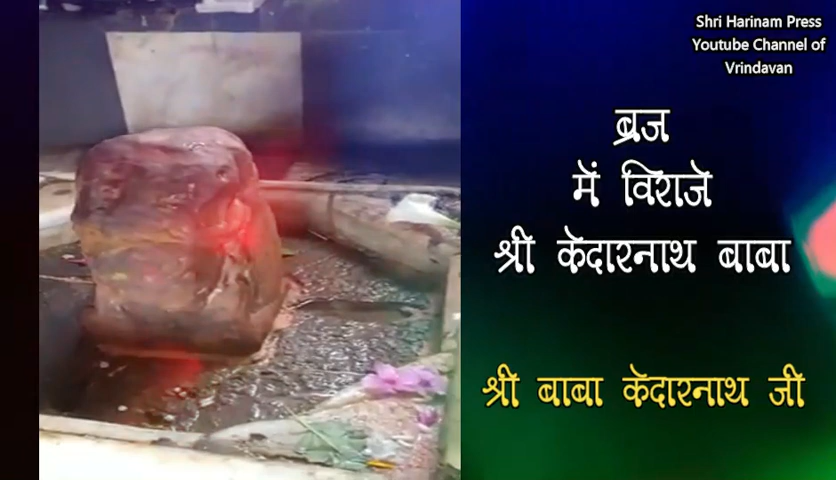 Shri Harinam Press
Youtube Channel of
Vrindavan
ब्रज
में विराजे
श्री केदारनाथ बाबा
श्री बाबा केदारनाथ जी